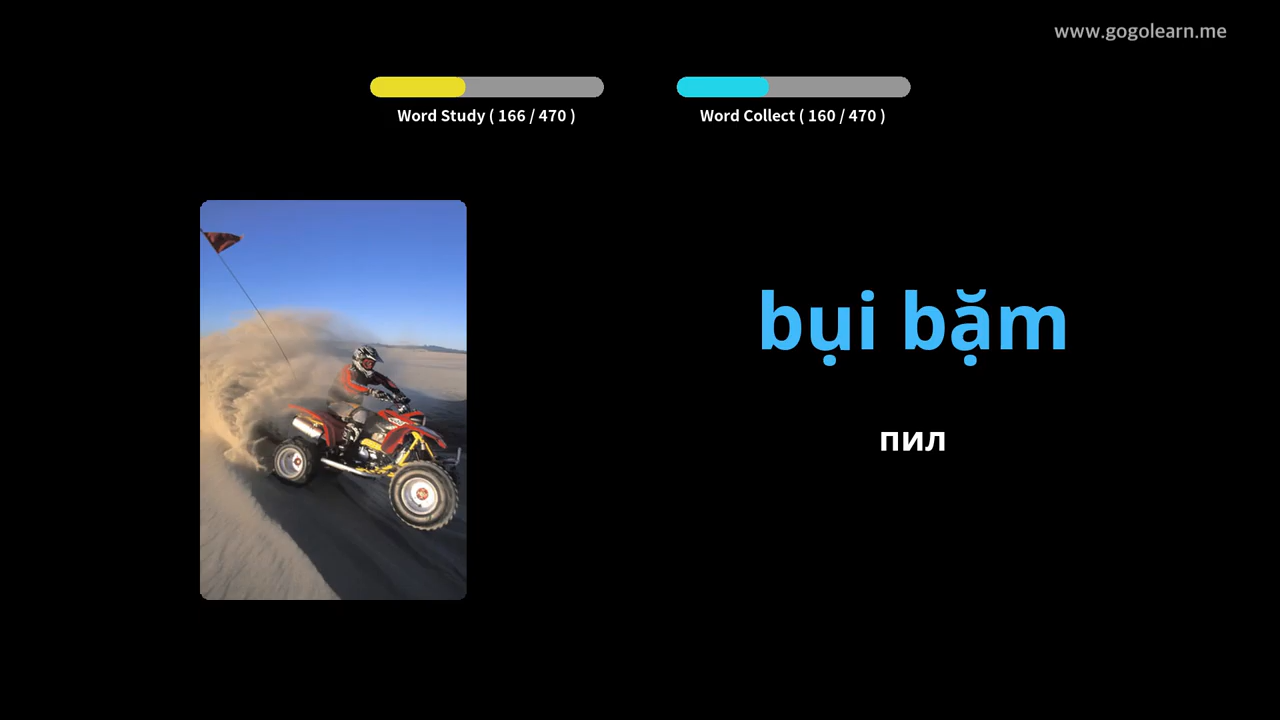 www.gogolearn.me
Word Study ( 166 / 470 )
Word Collect ( 160 / 470 )
bụi bặm
пил